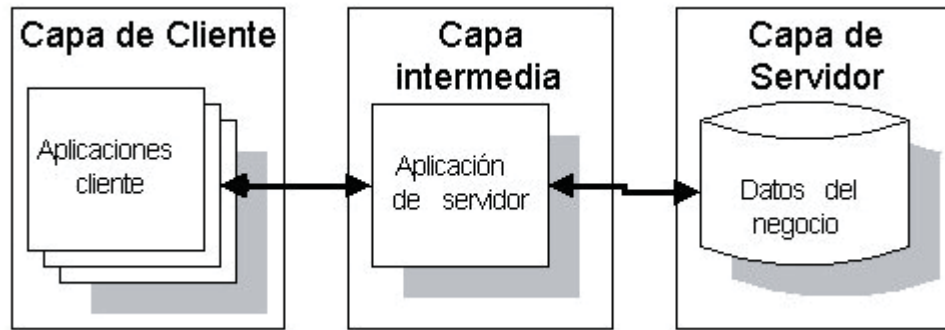 Capa de Cliente
Aplicaciones
cliente
Capa
intermedia
Aplicación
de servidor
Capa de
Servidor
Datos del
negocio